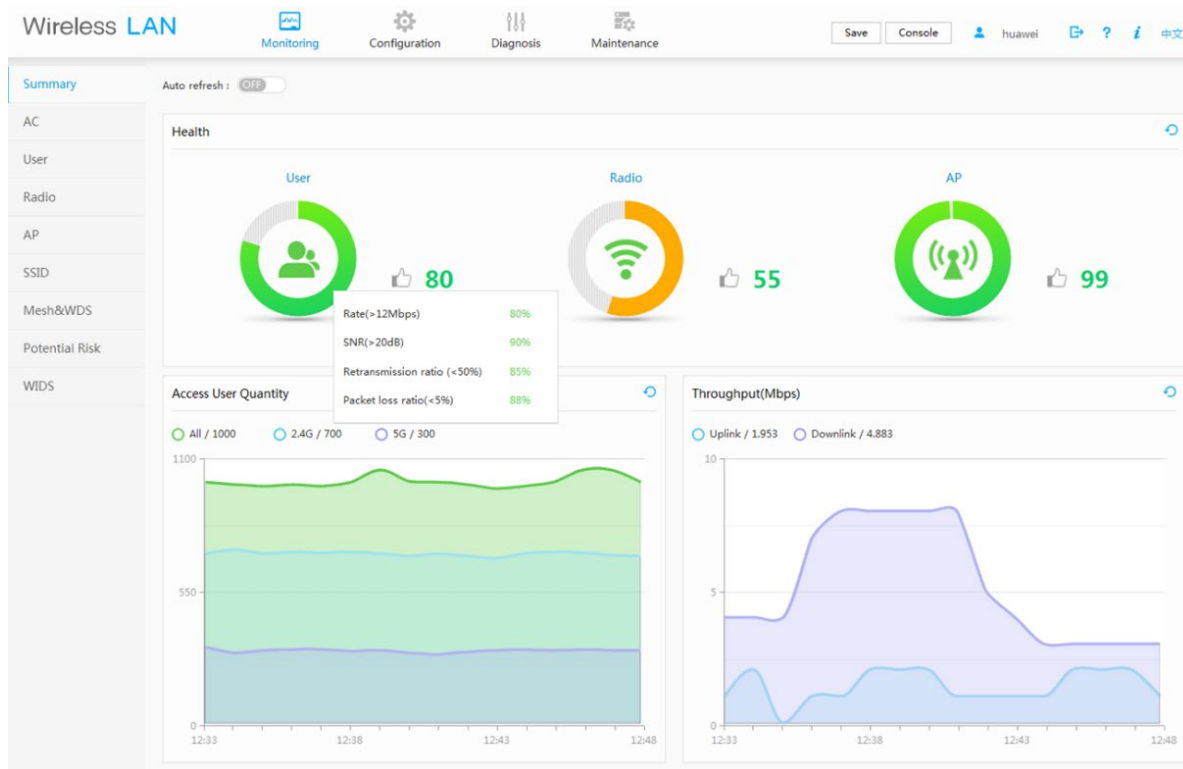 Wireless LAN
Monitoring
Configuration
Diagnosis
Maintenance
Save
Console
huawei
?
i
中文
Summary
AC
User
Radio
AP
SSID
Mesh&WDS
Potential Risk
WIDS
Auto refresh : OFF
Health
User
Radio
AP
80
55
99
Rate(>12Mbps) 80%
SNR(>20dB) 90%
Retransmission ratio (<50%) 85%
Packet loss ratio(<5%) 88%
Access User Quantity
All / 1000 2.4G / 700 5G / 300
1100
550
0
12:33 12:38 12:43 12:48
Throughput(Mbps)
Uplink / 1.953 Downlink / 4.883
10
5
0
12:33 12:38 12:43 12:48